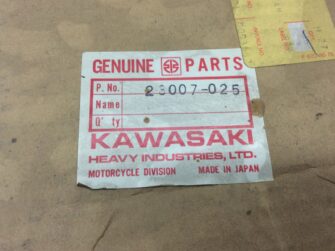 GENUINE PARTS
P. No. 23007-025
Name
Q' ty
KAWASAKI
HEAVY INDUSTRIES, LTD.
MOTORCYCLE DIVISION MADE IN JAPAN